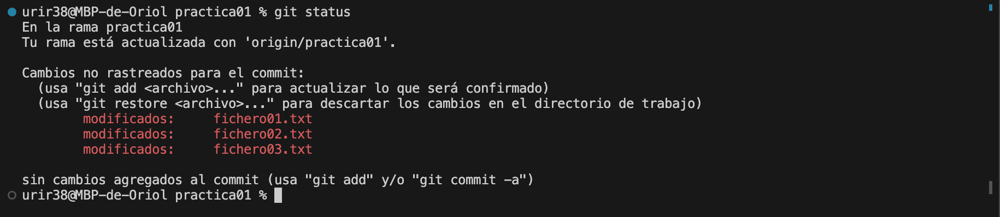 urir38@MBP-de-Oriol practica01 % git status
En la rama practica01
Tu rama está actualizada con 'origin/practica01'.
Cambios no rastreados para el commit:
(usa "git add <archivo>..." para actualizar lo que será confirmado)
(usa "git restore <archivo>..." para descartar los cambios en el directorio de trabajo)
modificados:     fichero01.txt
modificados:     fichero02.txt
modificados:     fichero03.txt
sin cambios agregados al commit (usa "git add" y/o "git commit -a")
urir38@MBP-de-Oriol practica01 %